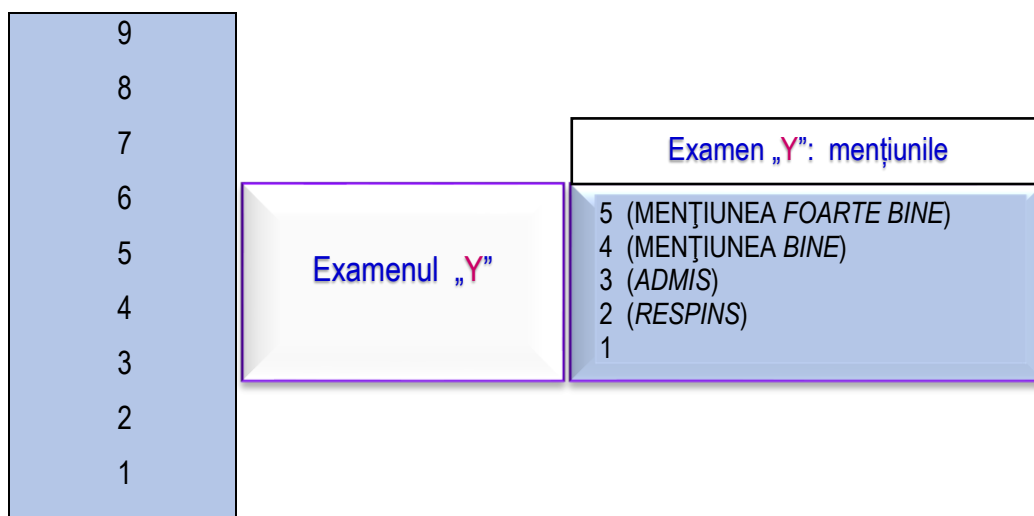 9
8
7
6
5
4
3
2
1
Examenul „Y”
Examen „Y”: mențiunile
5 (MENŢIUNEA FOARTE BINE)
4 (MENŢIUNEA BINE)
3 (ADMIS)
2 (RESPINS)
1